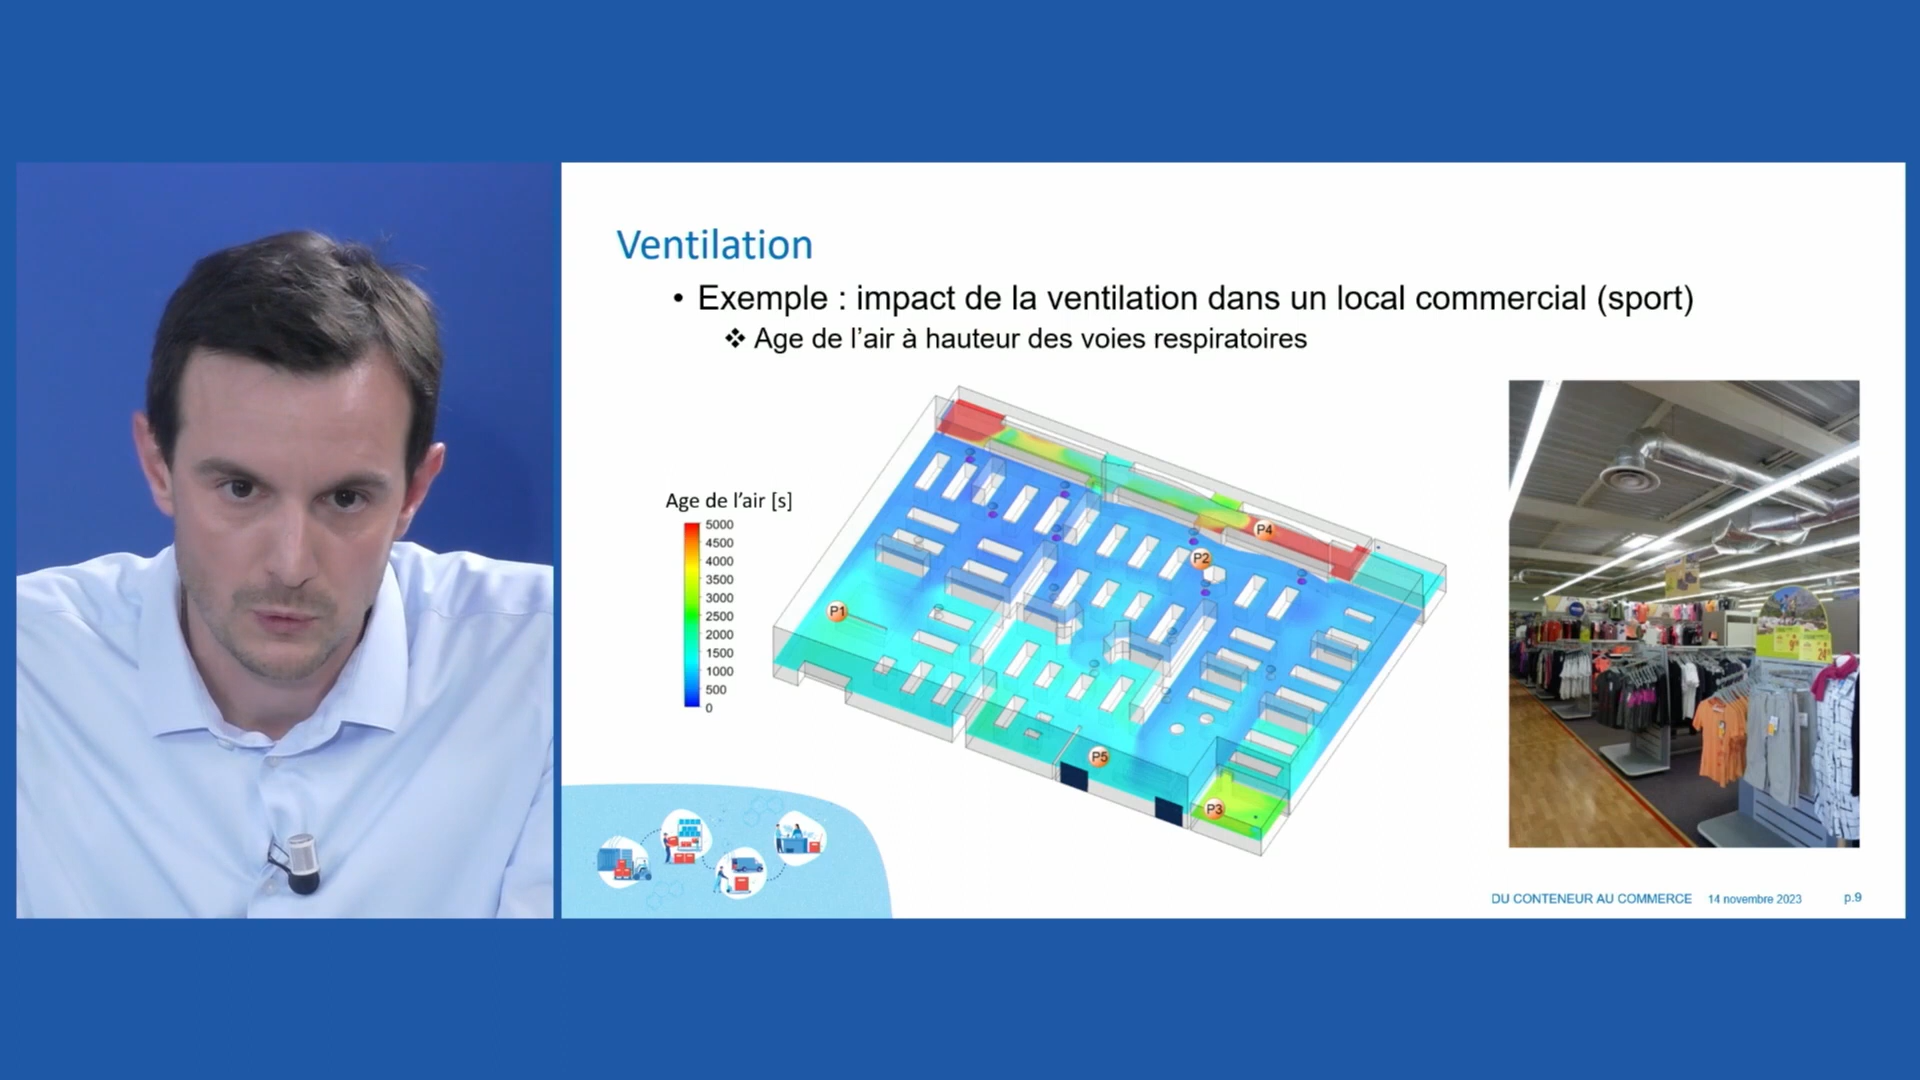 Ventilation
• Exemple : impact de la ventilation dans un local commercial (sport)
❖ Age de l’air à hauteur des voies respiratoires
Age de l’air [s]
5000
4500
4000
3500
3000
2500
2000
1500
1000
500
0
P4
P2
P1
P5
P3
DU CONTENEUR AU COMMERCE 14 novembre 2023 p.9